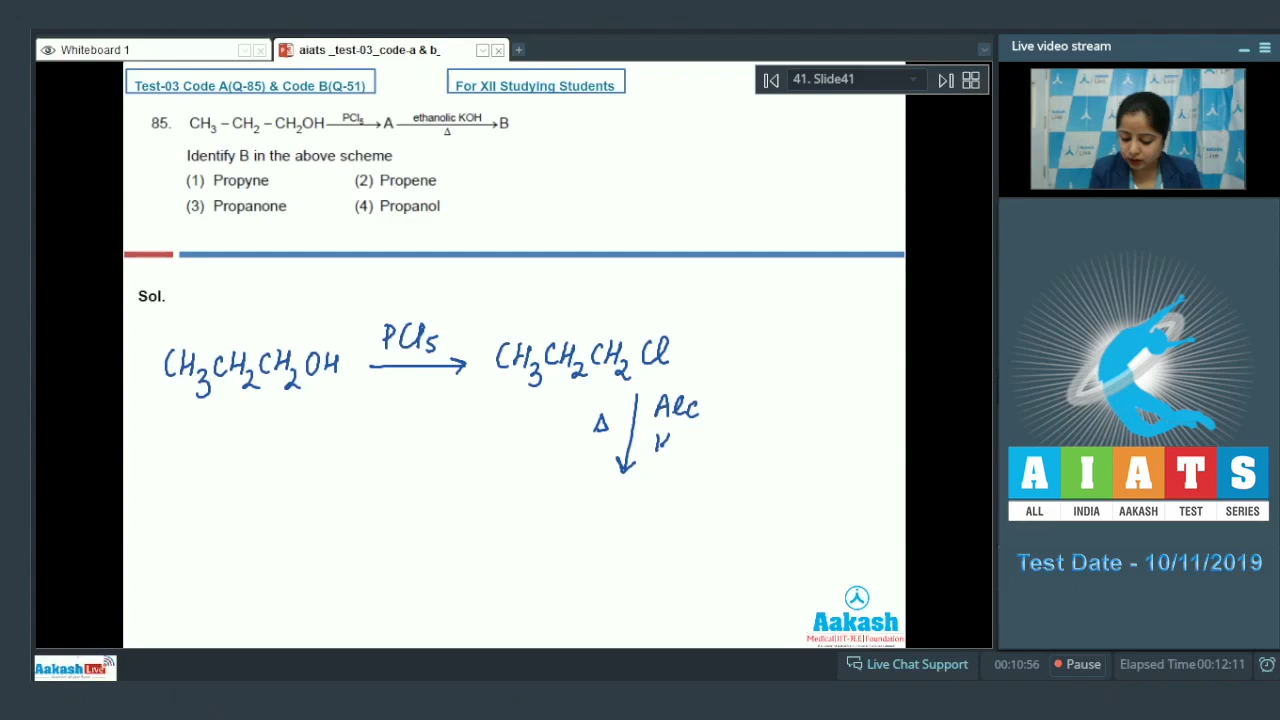 Whiteboard 1
aiats _test-03_code-a & b_
Live video stream
Test-03 Code A(Q-85) & Code B(Q-51)
For XII Studying Students
41. Slide41
85. CH₃ – CH₂ – CH₂OH —PCl₅→ A —ethanolic KOH / Δ→ B
Identify B in the above scheme
(1) Propyne (2) Propene
(3) Propanone (4) Propanol
Sol.
CH₃CH₂CH₂OH —PCl₅→ CH₃CH₂CH₂Cl
Δ Alc
K
A I A T S
ALL INDIA AAKASH TEST SERIES
Test Date - 10/11/2019
Aakash
Medical|IIT-JEE|Foundation
Aakash Live
Live Chat Support
00:10:56
Pause
Elapsed Time 00:12:11